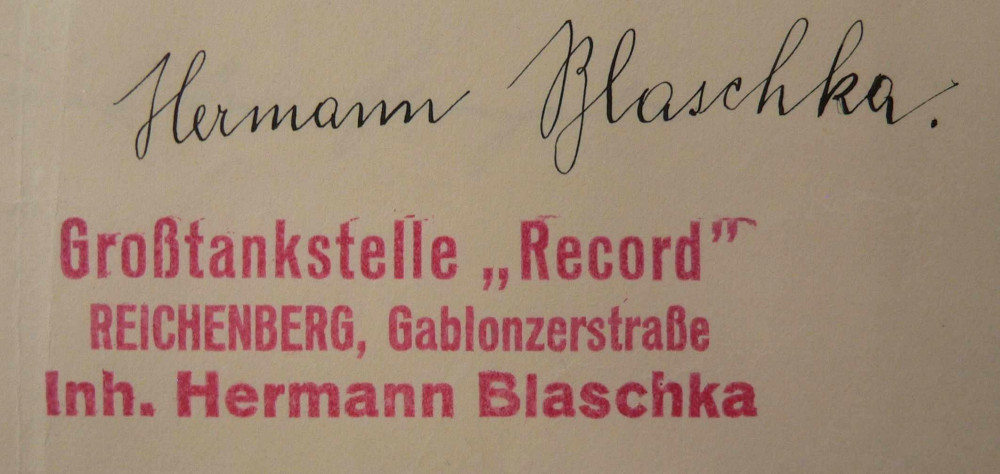 Hermann Blaschka.
Großtankstelle „Record”
REICHENBERG, Gablonzerstraße
Inh. Hermann Blaschka